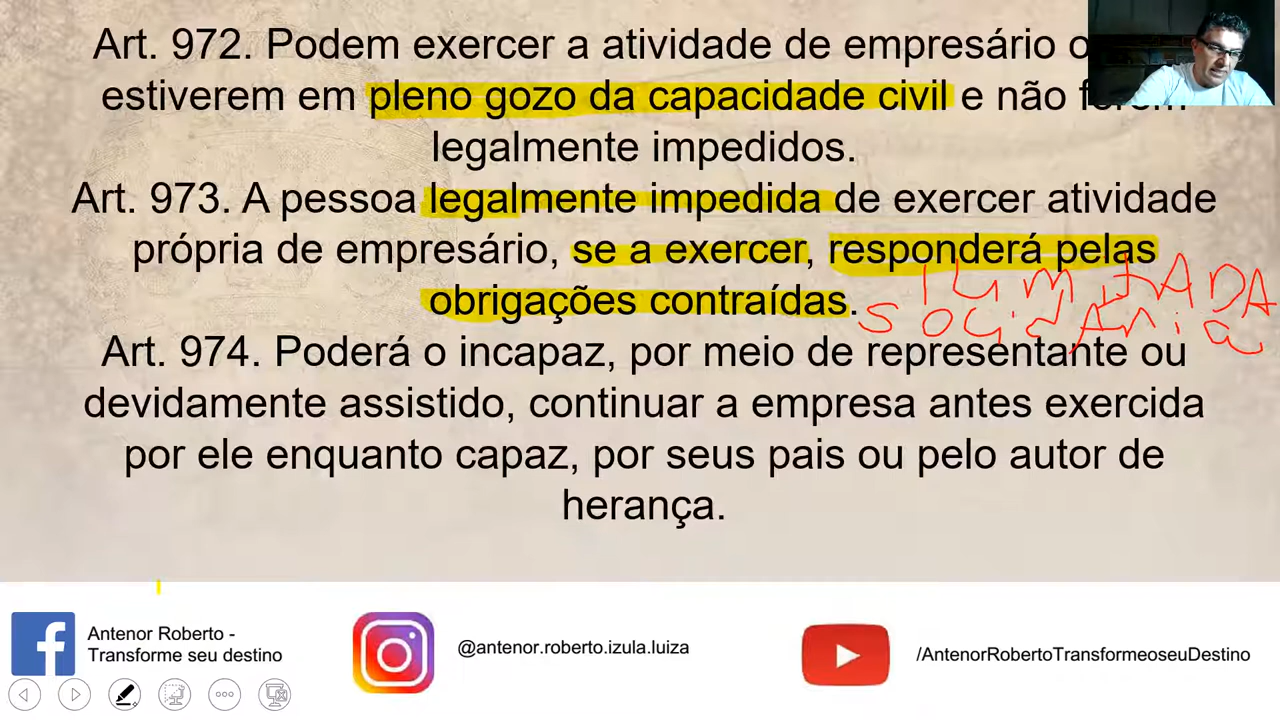 Art. 972. Podem exercer a atividade de empresário o
estiverem em pleno gozo da capacidade civil e não forem
legalmente impedidos.
Art. 973. A pessoa legalmente impedida de exercer atividade
própria de empresário, se a exercer, responderá pelas
obrigações contraídas.
Art. 974. Poderá o incapaz, por meio de representante ou
devidamente assistido, continuar a empresa antes exercida
por ele enquanto capaz, por seus pais ou pelo autor de
herança.
Antenor Roberto -
Transforme seu destino
@antenor.roberto.izula.luiza
/AntenorRobertoTransformeoseuDestino